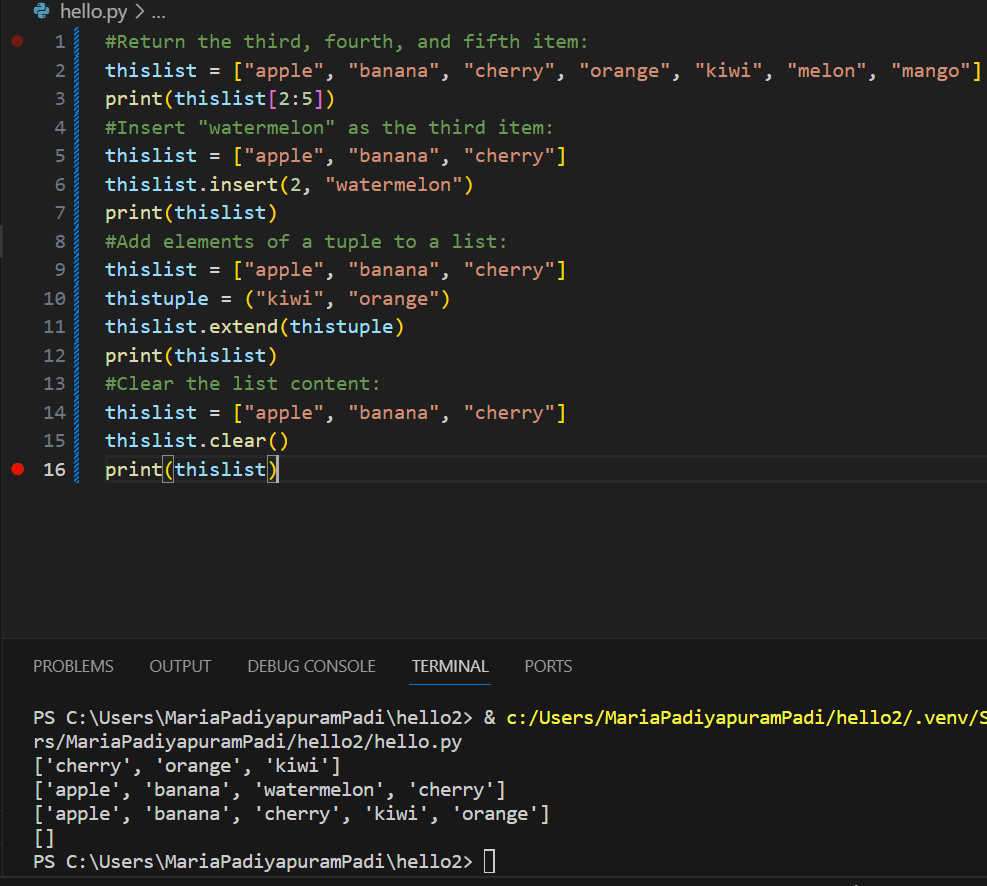 hello.py > ...
1 #Return the third, fourth, and fifth item:
2 thislist = ["apple", "banana", "cherry", "orange", "kiwi", "melon", "mango"]
3 print(thislist[2:5])
4 #Insert "watermelon" as the third item:
5 thislist = ["apple", "banana", "cherry"]
6 thislist.insert(2, "watermelon")
7 print(thislist)
8 #Add elements of a tuple to a list:
9 thislist = ["apple", "banana", "cherry"]
10 thistuple = ("kiwi", "orange")
11 thislist.extend(thistuple)
12 print(thislist)
13 #Clear the list content:
14 thislist = ["apple", "banana", "cherry"]
15 thislist.clear()
16 print(thislist)
PROBLEMS OUTPUT DEBUG CONSOLE TERMINAL PORTS
PS C:\Users\MariaPadiyapuramPadi\hello2> & c:/Users/MariaPadiyapuramPadi/hello2/.venv/S
rs/MariaPadiyapuramPadi/hello2/hello.py
['cherry', 'orange', 'kiwi']
['apple', 'banana', 'watermelon', 'cherry']
['apple', 'banana', 'cherry', 'kiwi', 'orange']
[]
PS C:\Users\MariaPadiyapuramPadi\hello2>